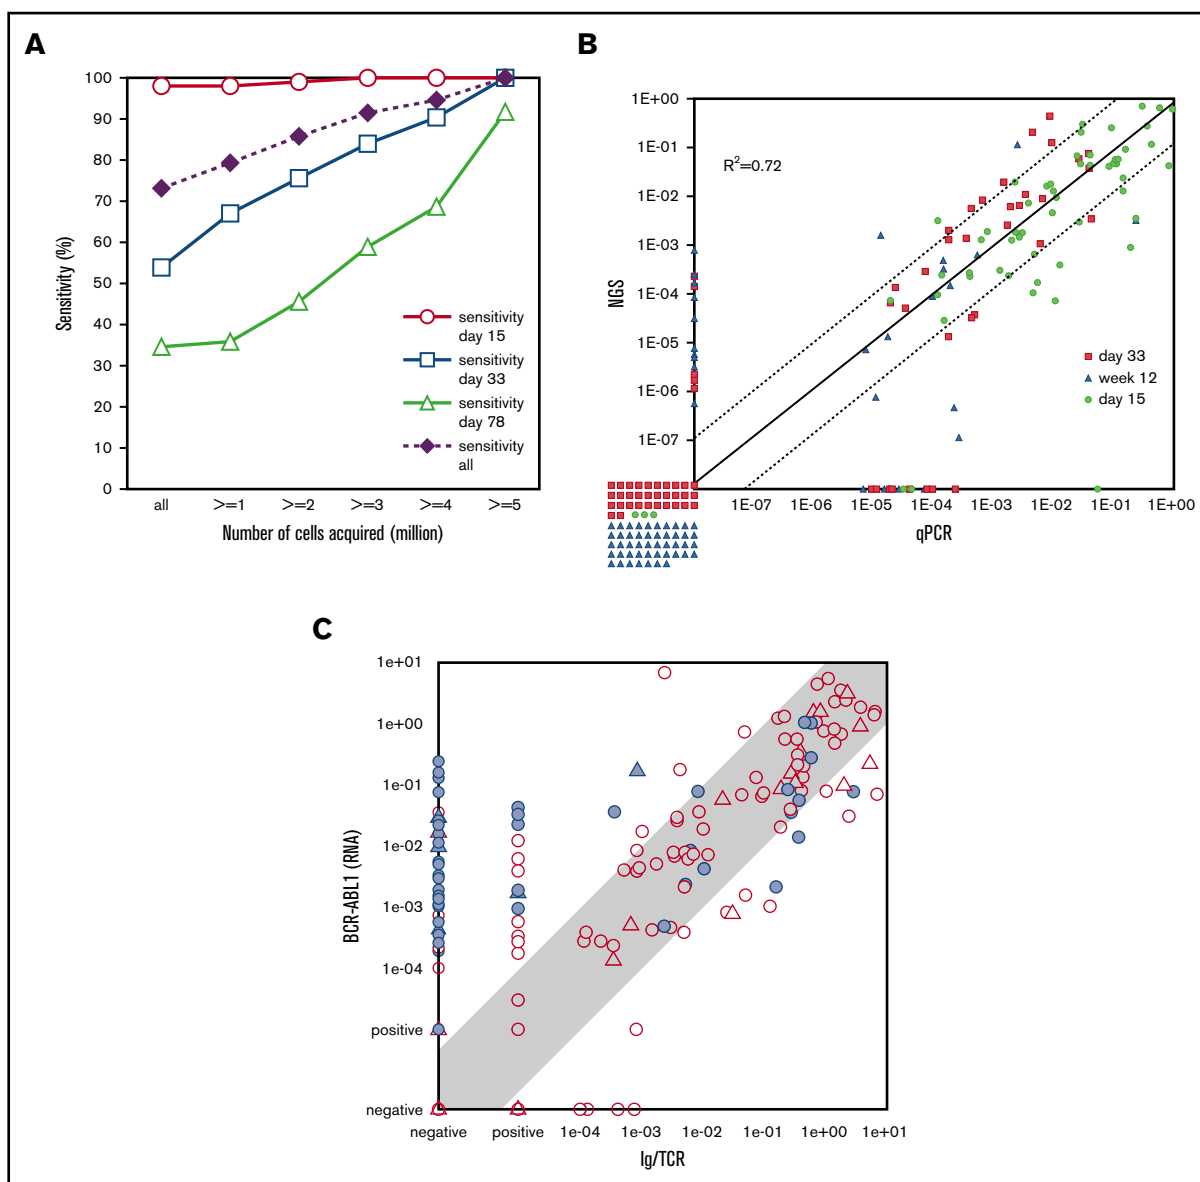 A
100
90
80
70
60
50
40
30
20
10
0
Sensitivity (%)
all >=1 >=2 >=3 >=4 >=5
Number of cells acquired (million)
sensitivity
day 15
sensitivity
day 33
sensitivity
day 78
sensitivity
all
B
1E+00
1E-01
1E-02
1E-03
1E-04
1E-05
1E-06
1E-07
NGS
R²=0.72
day 33
week 12
day 15
1E-07 1E-06 1E-05 1E-04 1E-03 1E-02 1E-01 1E+00
qPCR
C
1e+01
1e+00
1e-01
1e-02
1e-03
1e-04
positive
negative
BCR-ABL1 (RNA)
negative positive 1e-04 1e-03 1e-02 1e-01 1e+00 1e+01
Ig/TCR